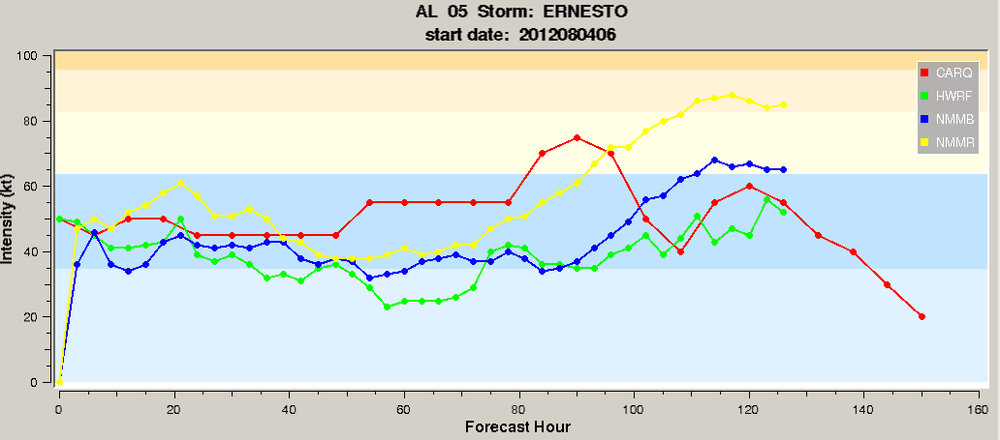 AL 05 Storm: ERNESTO
start date: 2012080406
100
80
60
40
20
0
Intensity (kt)
CARQ
HWRF
NMMB
NMMR
0 20 40 60 80 100 120 140 160
Forecast Hour